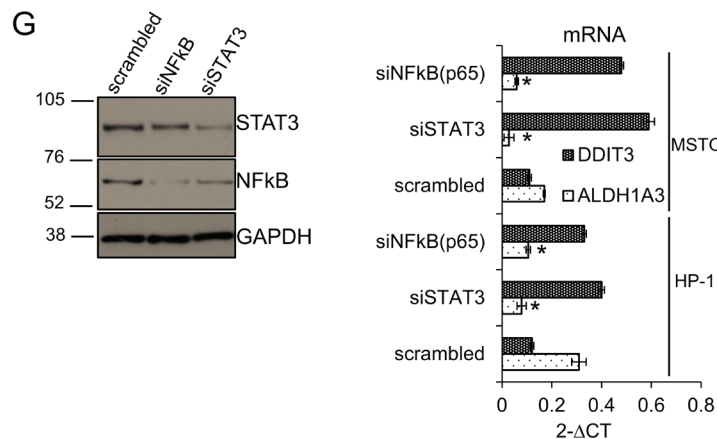 G
scrambled
siNFkB
siSTAT3
105
STAT3
76
NFkB
52
38
GAPDH
mRNA
siNFkB(p65)
*
siSTAT3
*
DDIT3
MSTO
scrambled
ALDH1A3
siNFkB(p65)
*
siSTAT3
*
HP-1
scrambled
0 0.2 0.4 0.6 0.8
2-ΔCT